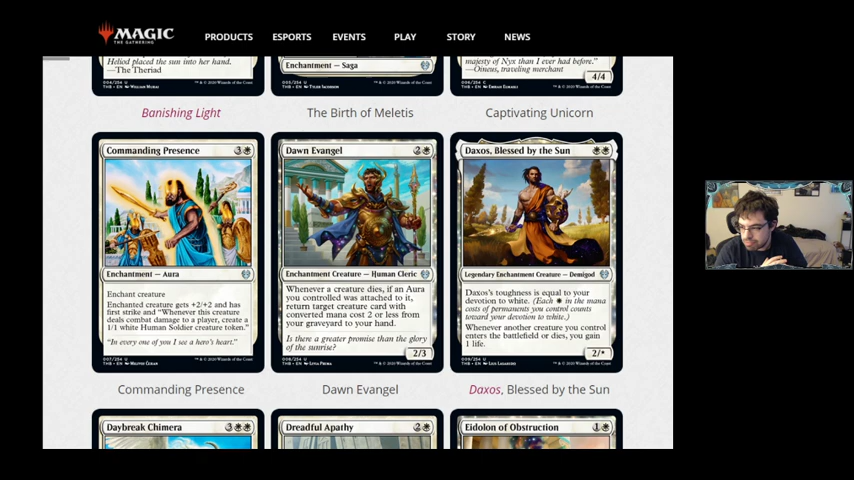 MAGIC
THE GATHERING
PRODUCTS
ESPORTS
EVENTS
PLAY
STORY
NEWS
Helied placed the sun into her hand.
—The Theriad
Enchantment — Saga
majesty of Nyx than I ever had before."
—Oineus, traveling merchant
4/4
Banishing Light
The Birth of Meletis
Captivating Unicorn
Commanding Presence 3
Enchantment — Aura
Enchant creature
Enchanted creature gets +2/+2 and has
first strike and "Whenever this creature
deals combat damage to a player, create a
1/1 white Human Soldier creature token."
"In every one of you I see a hero's heart."
Dawn Evangel 2
Enchantment Creature — Human Cleric
Whenever a creature dies, if an Aura
you controlled was attached to it,
return target creature card with
converted mana cost 2 or less from
your graveyard to your hand.
Is there a greater promise than the glory
of the sunrise?
2/3
Daxos, Blessed by the Sun
Legendary Enchantment Creature — Demigod
Daxos's toughness is equal to your
devotion to white. (Each in the mana
costs of permanents you control counts
toward your devotion to white.)
Whenever another creature you control
enters the battlefield or dies, you gain
1 life.
2/*
Commanding Presence
Dawn Evangel
Daxos, Blessed by the Sun
Daybreak Chimera 3
Dreadful Apathy 2
Eidolon of Obstruction 1